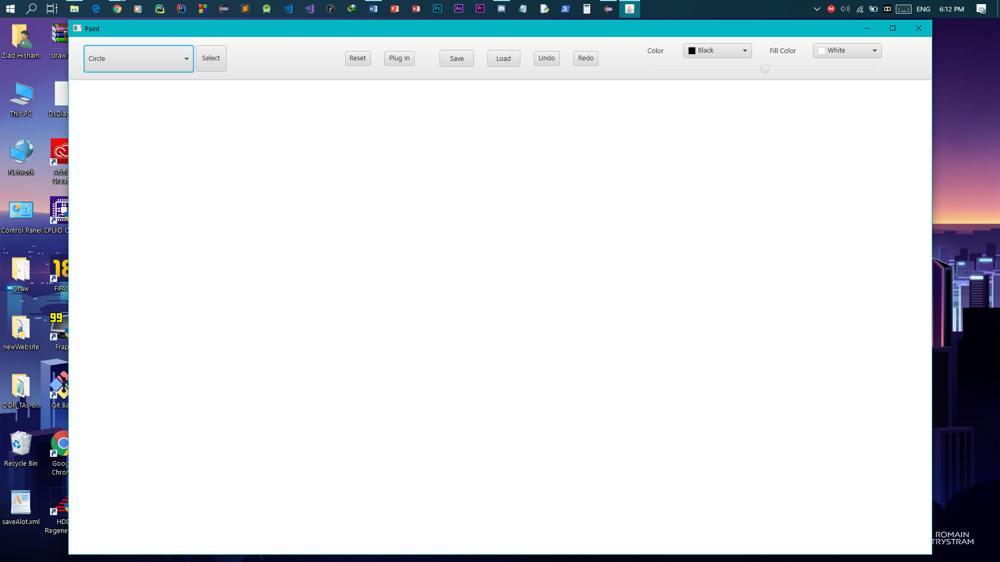 ENG
6:12 PM
Paint
Circle
Select
Reset
Plug In
Save
Load
Undo
Redo
Color
Black
Fill Color
White
Ziad Hisham
draw.
This PC
DxDiag
Network
Adob
Creat
Control Panel
CPUID C
Draw
FIFA1
newWebsite
99
Frap
OOP_TAs-o...
Git Ba
Recycle Bin
Goog
Chron
saveAlot.xml
HDD
Regene
ROMAIN
TRYSTRAM